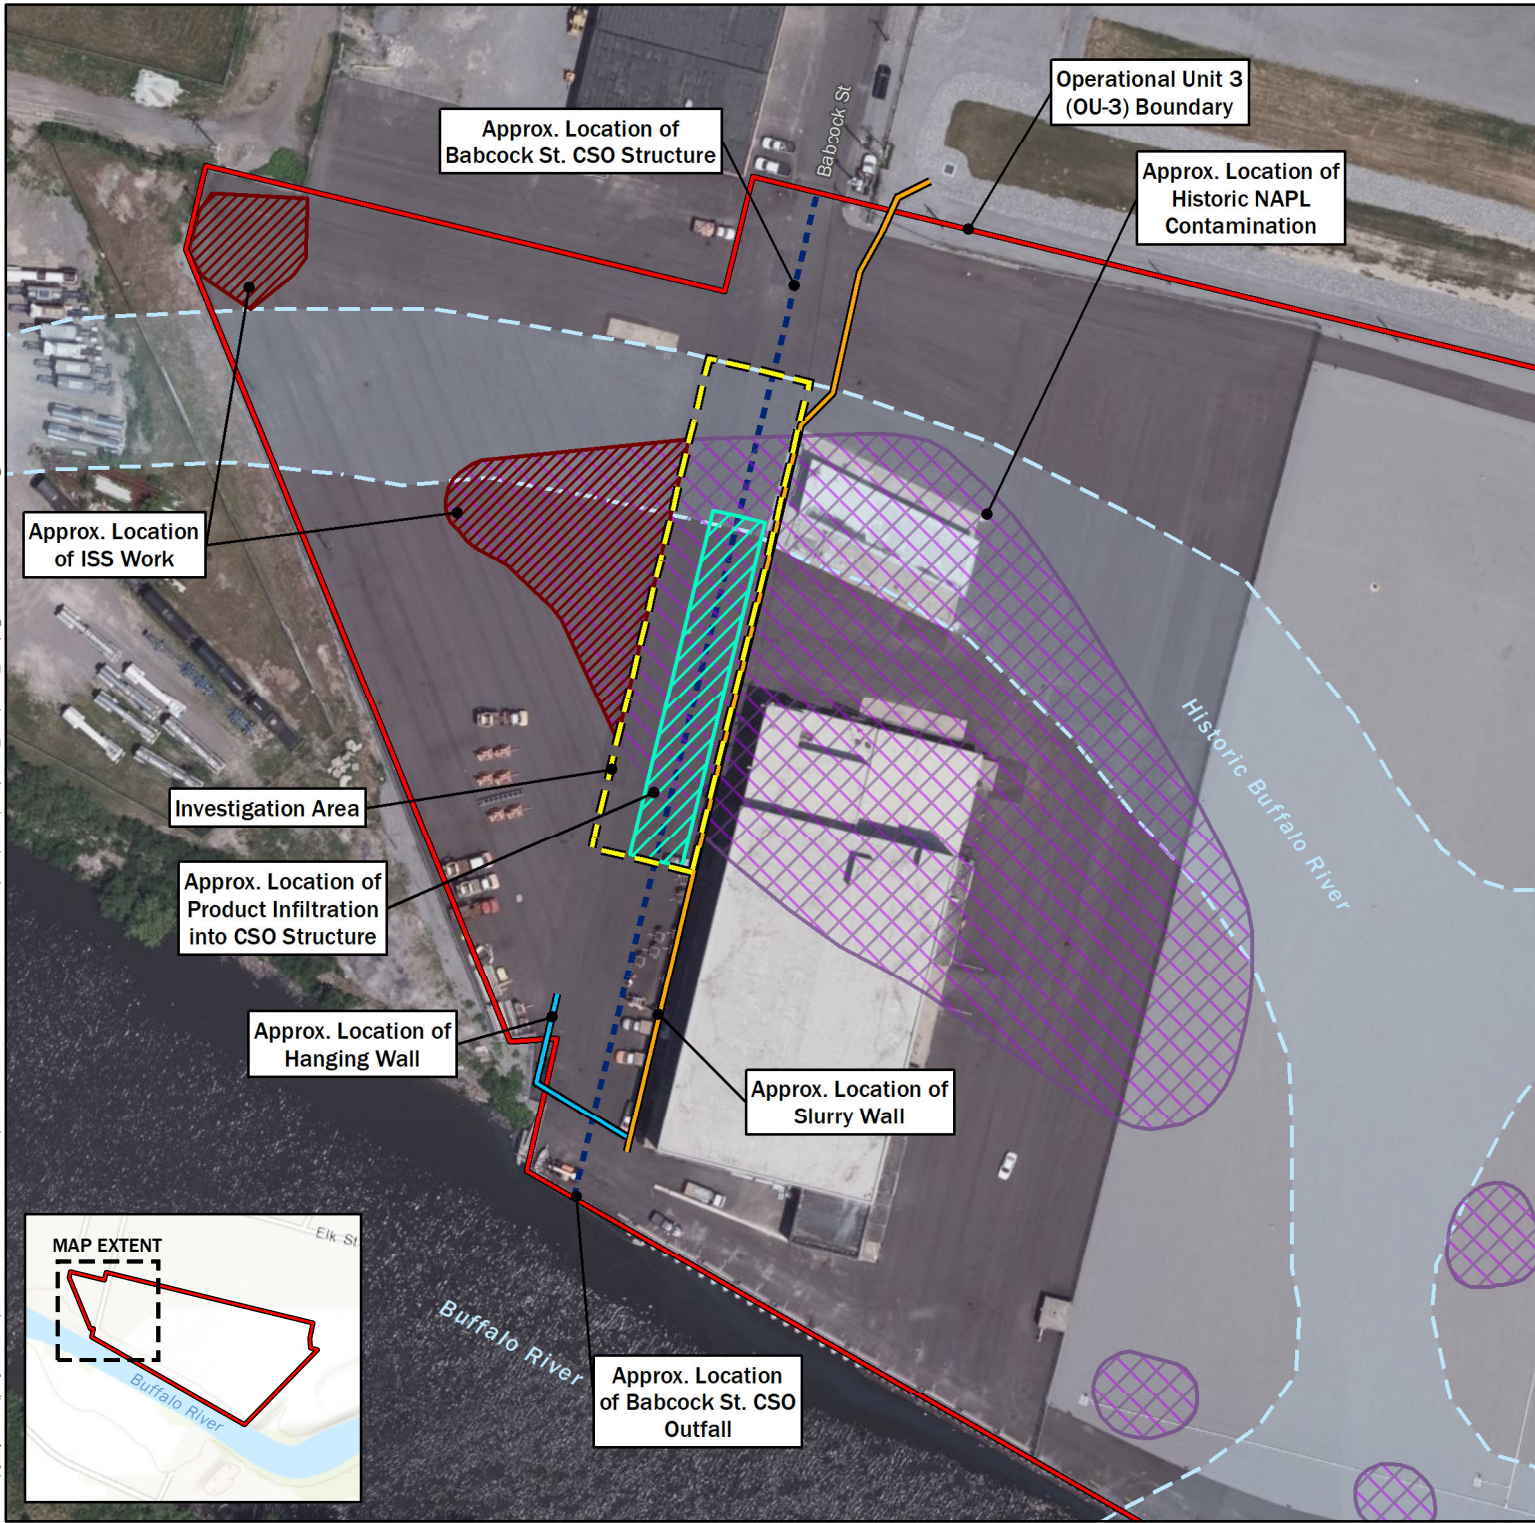 Operational Unit 3
(OU-3) Boundary
Approx. Location of
Babcock St. CSO Structure
Babcock St
Approx. Location of
Historic NAPL
Contamination
Approx. Location
of ISS Work
Historic Buffalo River
Investigation Area
Approx. Location of
Product Infiltration
into CSO Structure
Approx. Location of
Hanging Wall
Approx. Location of
Slurry Wall
Approx. Location
of Babcock St. CSO
Outfall
Buffalo River
MAP EXTENT
Elk St
Buffalo River